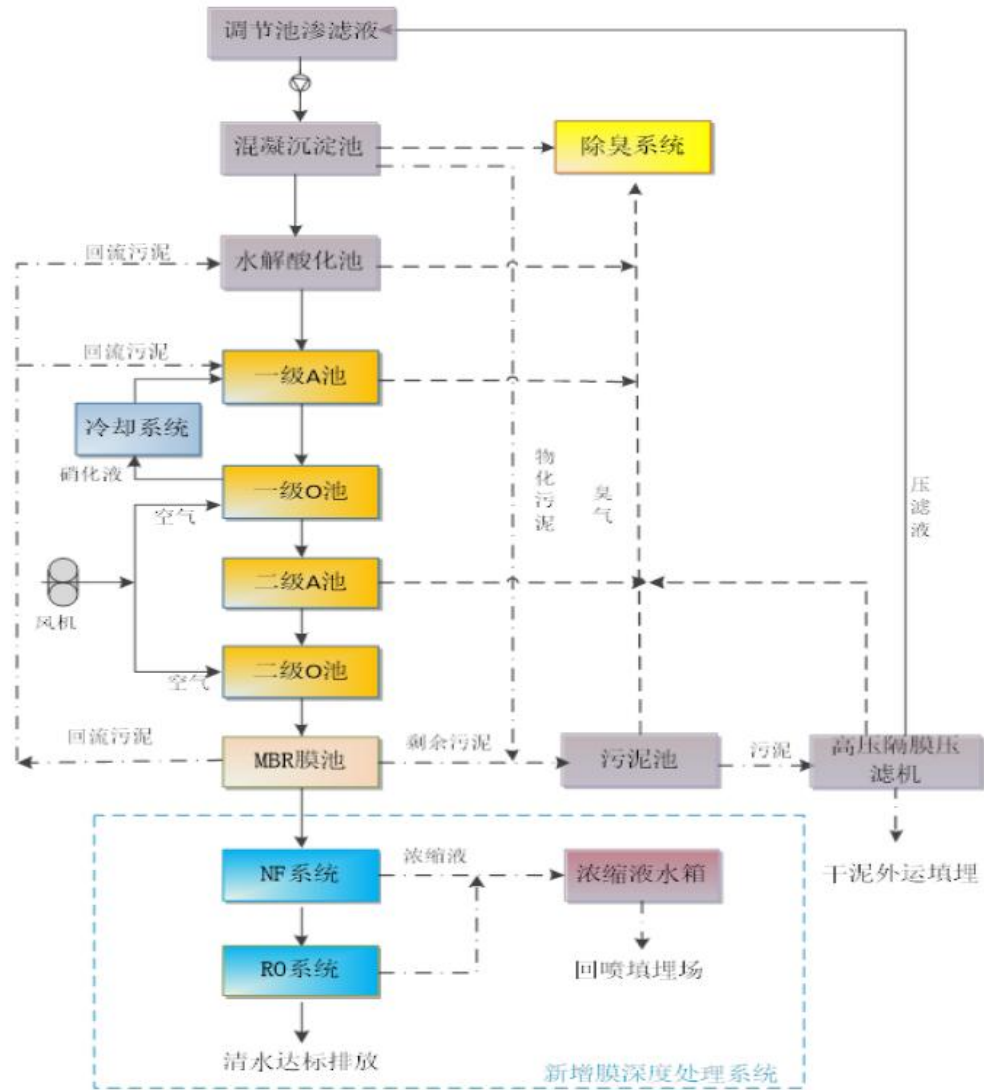 调节池渗滤液
混凝沉淀池
除臭系统
回流污泥
水解酸化池
回流污泥
一级A池
冷却系统
物化污泥
臭气
压滤液
硝化液
一级O池
空气
二级A池
风机
二级O池
空气
回流污泥
MBR膜池
剩余污泥
污泥池
污泥
高压隔膜压
滤机
NF系统
浓缩液
浓缩液水箱
干泥外运填埋
RO系统
回喷填埋场
清水达标排放
新增膜深度处理系统